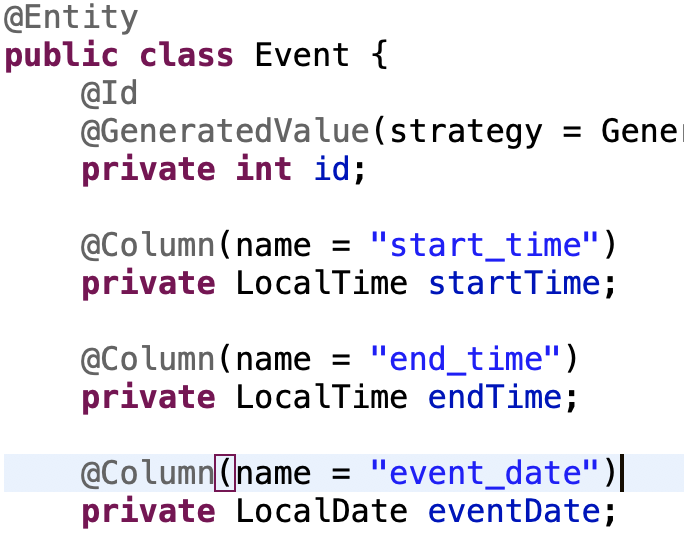 @Entity
public class Event {
@Id
@GeneratedValue(strategy = Gener
private int id;
@Column(name = "start_time")
private LocalTime startTime;
@Column(name = "end_time")
private LocalTime endTime;
@Column(name = "event_date")
private LocalDate eventDate;